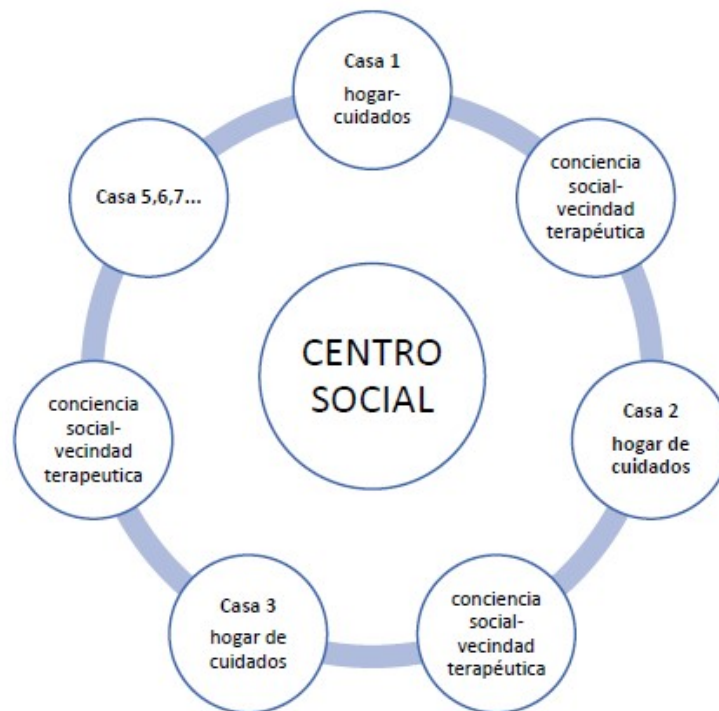 Casa 1
hogar-
cuidados
conciencia
social-
vecindad
terapéutica
Casa 2
hogar de
cuidados
conciencia
social-
vecindad
terapéutica
Casa 3
hogar de
cuidados
conciencia
social-
vecindad
terapeutica
Casa 5,6,7...
CENTRO
SOCIAL